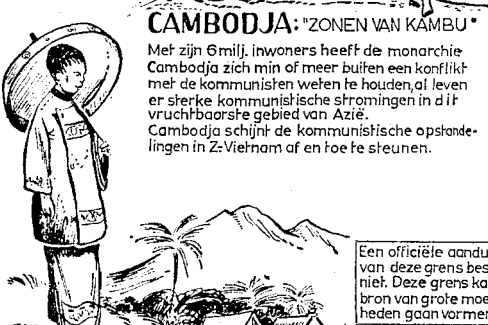 CAMBODJA: "ZONEN VAN KAMBU"
Met zijn 6 milj. inwoners heeft de monarchie
Cambodja zich min of meer buiten een konflikt
met de kommunisten weten te houden, al leven
er sterke kommunistische stromingen in dit
vruchtbaarste gebied van Azië.
Cambodja schijnt de kommunistische opstande-
lingen in Z-Vietnam af en toe te steunen.
Een officiële aandu
van deze grens bes
niet. Deze grens ka
bron van grote moe
heden gaan vormen